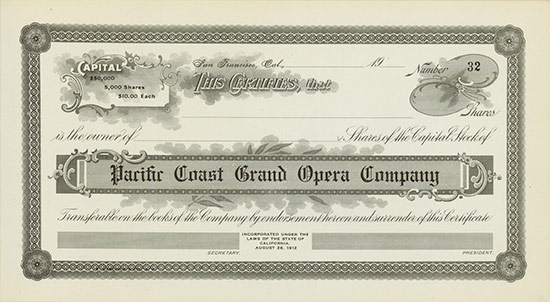 San Francisco, Cal., 19
CAPITAL
$50,000
5,000 Shares
$10.00 Each
Number 32
THIS CERTIFIES, that
Shares
is the owner of Shares of the Capital Stock of
Pacific Coast Grand Opera Company
Transferable on the books of the Company by endorsement hereon and surrender of this Certificate
INCORPORATED UNDER THE
LAWS OF THE STATE OF
CALIFORNIA.
AUGUST 28, 1912
SECRETARY. PRESIDENT.